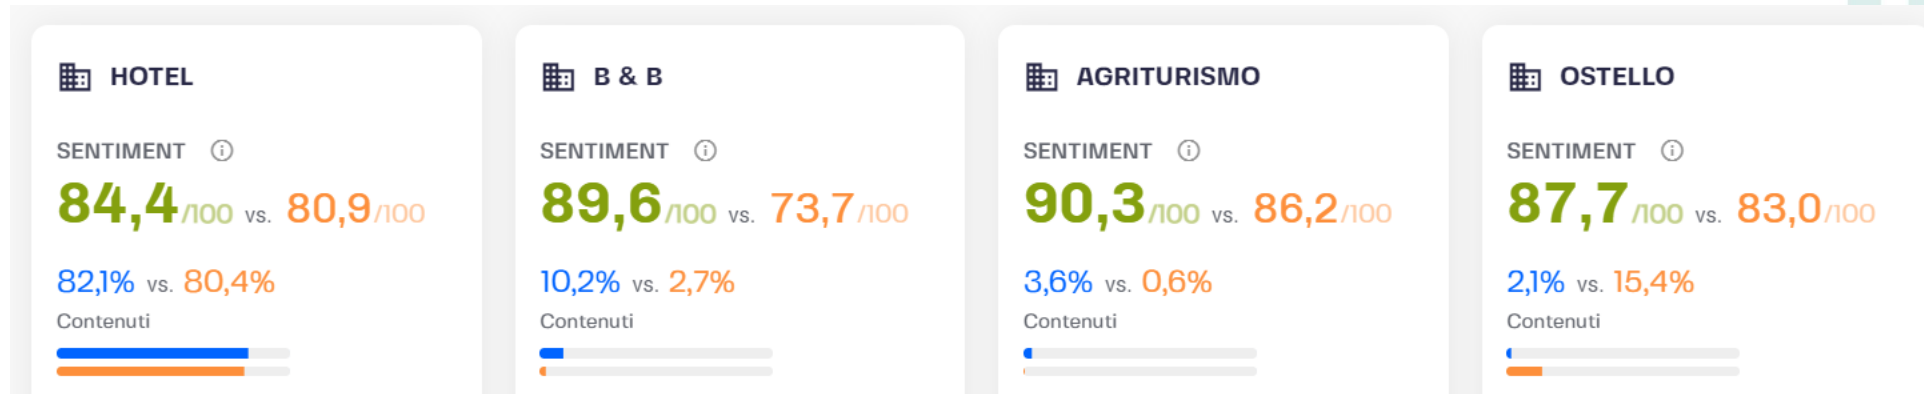 HOTEL
SENTIMENT
84,4/100 vs. 80,9/100
82,1% vs. 80,4%
Contenuti
B & B
SENTIMENT
89,6/100 vs. 73,7/100
10,2% vs. 2,7%
Contenuti
AGRITURISMO
SENTIMENT
90,3/100 vs. 86,2/100
3,6% vs. 0,6%
Contenuti
OSTELLO
SENTIMENT
87,7/100 vs. 83,0/100
2,1% vs. 15,4%
Contenuti